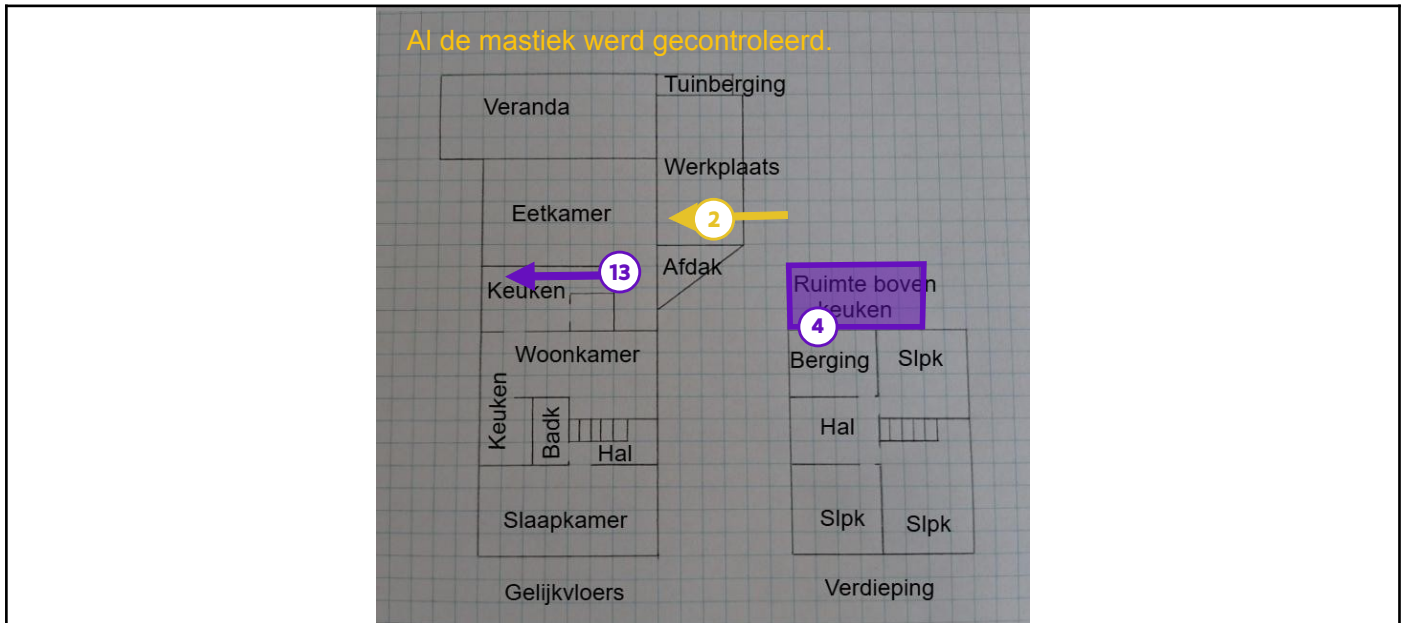 Al de mastiek werd gecontroleerd.
Tuinberging
Veranda
Werkplaats
Eetkamer
2
Afdak
13
Keuken
Ruimte boven
keuken
4
Woonkamer
Berging
Slpk
Keuken
Badk
Hal
Hal
Slaapkamer
Slpk
Slpk
Gelijkvloers
Verdieping